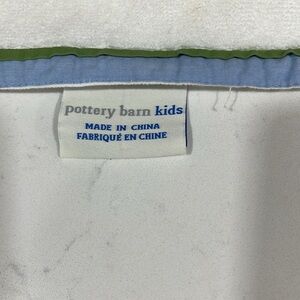 pottery barn kids
MADE IN CHINA
FABRIQUÉ EN CHINE